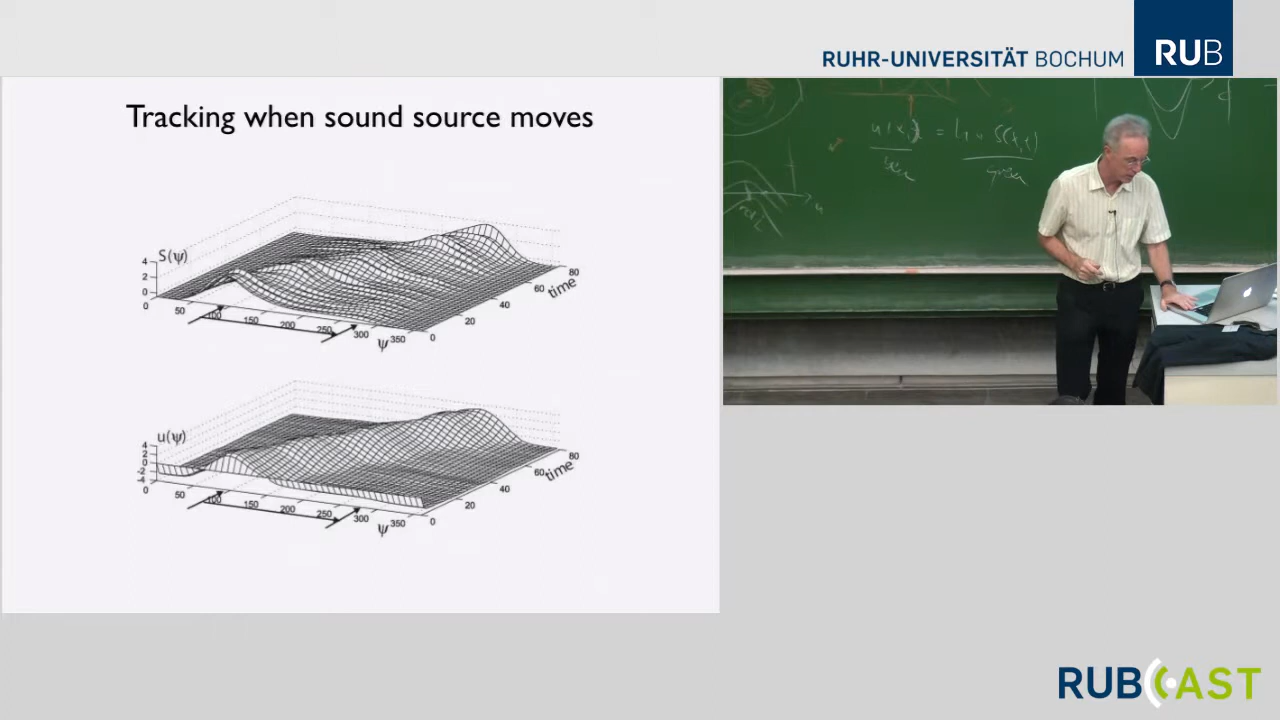 RUHR-UNIVERSITÄT BOCHUM RUB
Tracking when sound source moves
S(ψ)
4
2
0
0 50 100 150 200 250 300 350
ψ
0 20 40 60 80
time
u(ψ)
4
2
0
-2
-4
0 50 100 150 200 250 300 350
ψ
0 20 40 60 80
time
RUBCAST